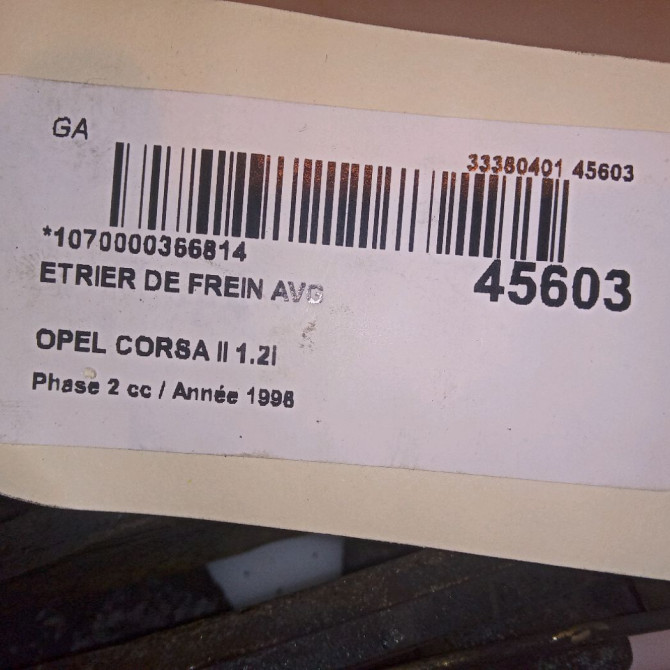 GA
33380401 45603
*1070000366814
45603
ETRIER DE FREIN AVG
OPEL CORSA II 1.2i
Phase 2 cc / Année 1998